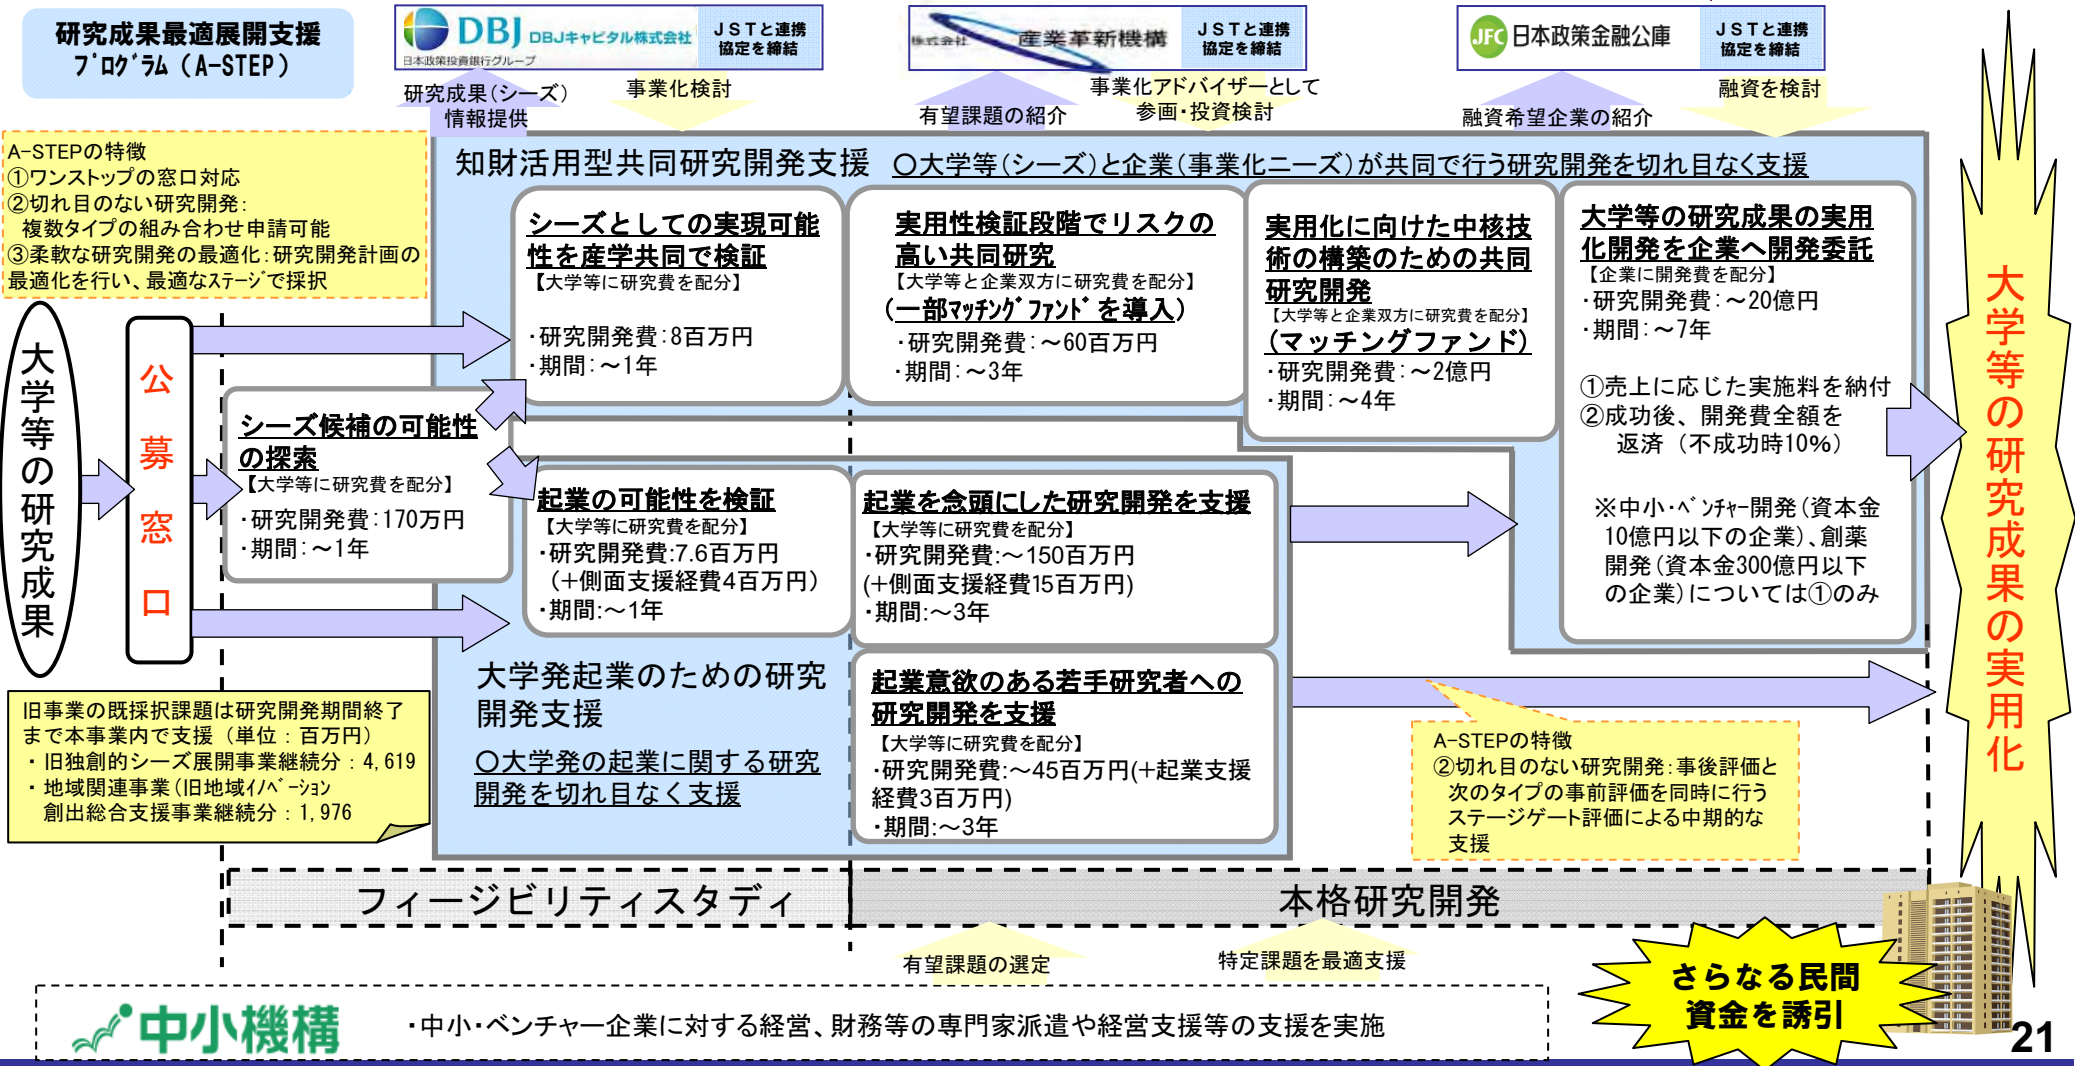 研究成果最適展開支援
プログラム（A-STEP）
DBJ DBJキャピタル株式会社
日本政策投資銀行グループ
JSTと連携
協定を締結
株式会社 産業革新機構
JSTと連携
協定を締結
JFC 日本政策金融公庫
JSTと連携
協定を締結
研究成果（シーズ）
情報提供
事業化検討
有望課題の紹介
事業化アドバイザーとして
参画・投資検討
融資希望企業の紹介
融資を検討
A-STEPの特徴
①ワンストップの窓口対応
②切れ目のない研究開発：
複数タイプの組み合わせ申請可能
③柔軟な研究開発の最適化：研究開発計画の
最適化を行い、最適なステージで採択
知財活用型共同研究開発支援 ○大学等（シーズ）と企業（事業化ニーズ）が共同で行う研究開発を切れ目なく支援
大学等の研究成果
公募窓口
シーズ候補の可能性
の探索
【大学等に研究費を配分】
・研究開発費：170万円
・期間：～1年
シーズとしての実現可能
性を産学共同で検証
【大学等に研究費を配分】
・研究開発費：8百万円
・期間：～1年
実用性検証段階でリスクの
高い共同研究
【大学等と企業双方に研究費を配分】
（一部マッチングファンドを導入）
・研究開発費：～60百万円
・期間：～3年
実用化に向けた中核技
術の構築のための共同
研究開発
【大学等と企業双方に研究費を配分】
（マッチングファンド）
・研究開発費：～2億円
・期間：～4年
大学等の研究成果の実用
化開発を企業へ開発委託
【企業に開発費を配分】
・研究開発費：～20億円
・期間：～7年
①売上に応じた実施料を納付
②成功後、開発費全額を
返済（不成功時10%）
※中小・ベンチャー開発（資本金
10億円以下の企業）、創薬
開発（資本金300億円以下
の企業）については①のみ
起業の可能性を検証
【大学等に研究費を配分】
・研究開発費:7.6百万円
（＋側面支援経費4百万円）
・期間:～1年
起業を念頭にした研究開発を支援
【大学等に研究費を配分】
・研究開発費:～150百万円
(＋側面支援経費15百万円)
・期間:～3年
大学発起業のための研究
開発支援
○大学発の起業に関する研究
開発を切れ目なく支援
起業意欲のある若手研究者への
研究開発を支援
【大学等に研究費を配分】
・研究開発費:～45百万円(＋起業支援
経費3百万円)
・期間:～3年
旧事業の既採択課題は研究開発期間終了
まで本事業内で支援（単位：百万円）
・旧独創的シーズ展開事業継続分：4,619
・地域関連事業（旧地域イノベーション
創出総合支援事業継続分：1,976
A-STEPの特徴
②切れ目のない研究開発：事後評価と
次のタイプの事前評価を同時に行う
ステージゲート評価による中期的な
支援
大学等の研究成果の実用化
フィージビリティスタディ
本格研究開発
有望課題の選定
特定課題を最適支援
中小機構
・中小・ベンチャー企業に対する経営、財務等の専門家派遣や経営支援等の支援を実施
さらなる民間
資金を誘引
21